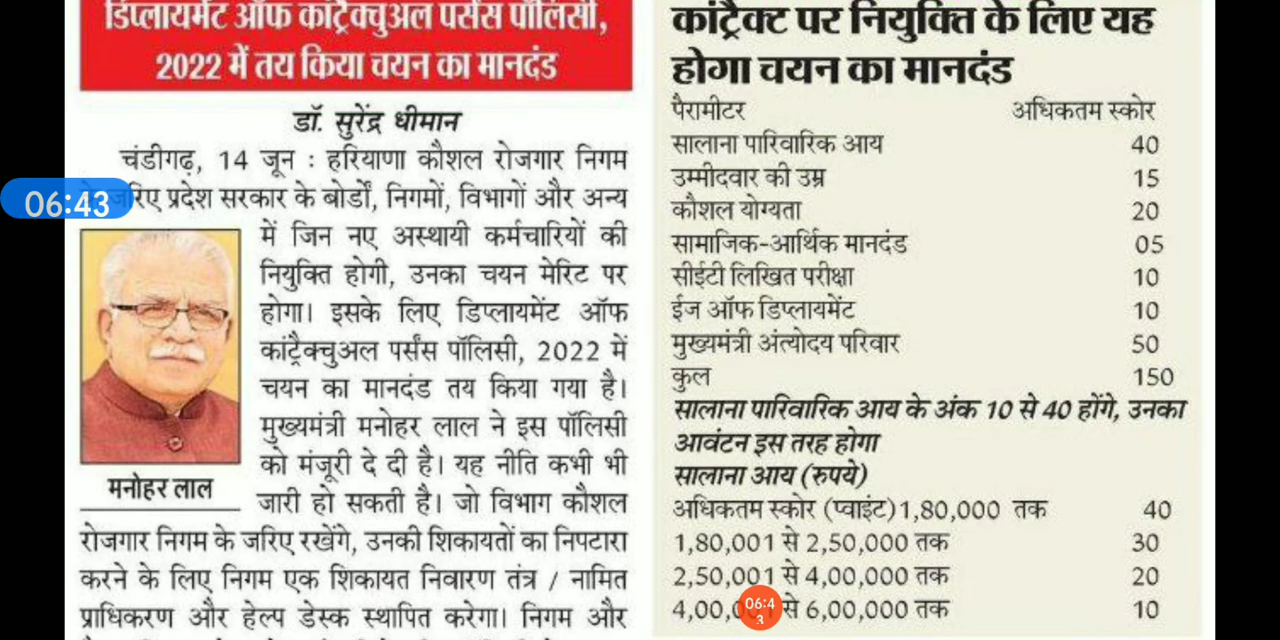 डिप्लायमेंट ऑफ कांट्रैक्चुअल पर्संस पॉलिसी,
2022 में तय किया चयन का मानदंड
डॉ. सुरेंद्र धीमान
चंडीगढ़, 14 जून : हरियाणा कौशल रोजगार निगम
जरिए प्रदेश सरकार के बोर्डों, निगमों, विभागों और अन्य
06:43
में जिन नए अस्थायी कर्मचारियों की
नियुक्ति होगी, उनका चयन मेरिट पर
होगा। इसके लिए डिप्लायमेंट ऑफ
कांट्रैक्चुअल पर्संस पॉलिसी, 2022 में
चयन का मानदंड तय किया गया है।
मुख्यमंत्री मनोहर लाल ने इस पॉलिसी
को मंजूरी दे दी है। यह नीति कभी भी
जारी हो सकती है। जो विभाग कौशल
मनोहर लाल
रोजगार निगम के जरिए रखेंगे, उनकी शिकायतों का निपटारा
करने के लिए निगम एक शिकायत निवारण तंत्र / नामित
प्राधिकरण और हेल्प डेस्क स्थापित करेगा। निगम और
कांट्रैक्ट पर नियुक्ति के लिए यह
होगा चयन का मानदंड
पैरामीटर अधिकतम स्कोर
सालाना पारिवारिक आय 40
उम्मीदवार की उम्र 15
कौशल योग्यता 20
सामाजिक-आर्थिक मानदंड 05
सीईटी लिखित परीक्षा 10
ईज ऑफ डिप्लायमेंट 10
मुख्यमंत्री अंत्योदय परिवार 50
कुल 150
सालाना पारिवारिक आय के अंक 10 से 40 होंगे, उनका
आवंटन इस तरह होगा
सालाना आय (रुपये)
अधिकतम स्कोर (प्वाइंट)1,80,000 तक 40
1,80,001 से 2,50,000 तक 30
2,50,001 से 4,00,000 तक 20
से 6,00,000 तक 10
06:4
3